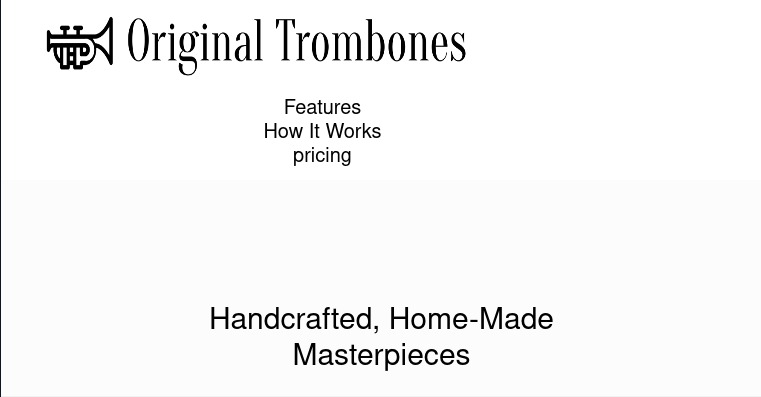 Original Trombones
Features
How It Works
pricing
Handcrafted, Home-Made
Masterpieces